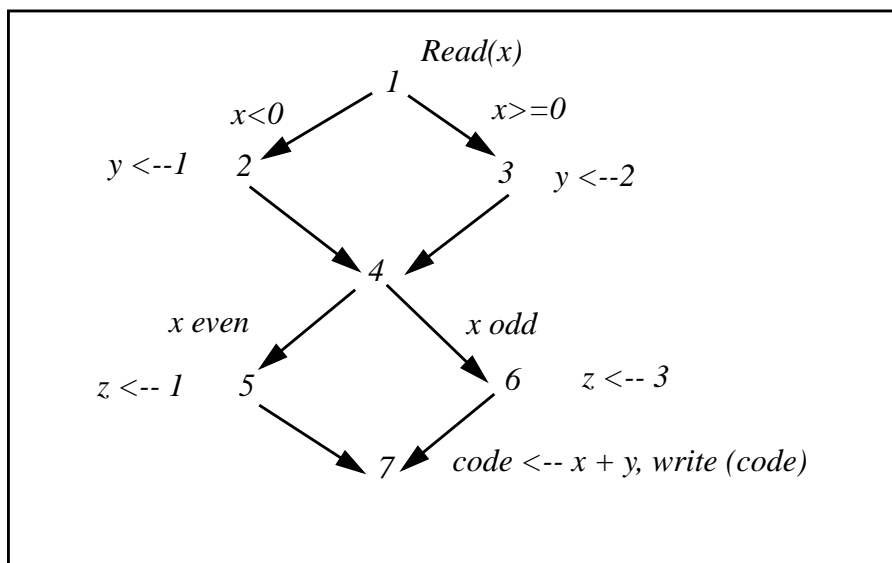 Read(x)
1
x<0
x>=0
y <--1
2
3
y <--2
4
x even
x odd
z <-- 1
5
6
z <-- 3
7
code <-- x + y, write (code)